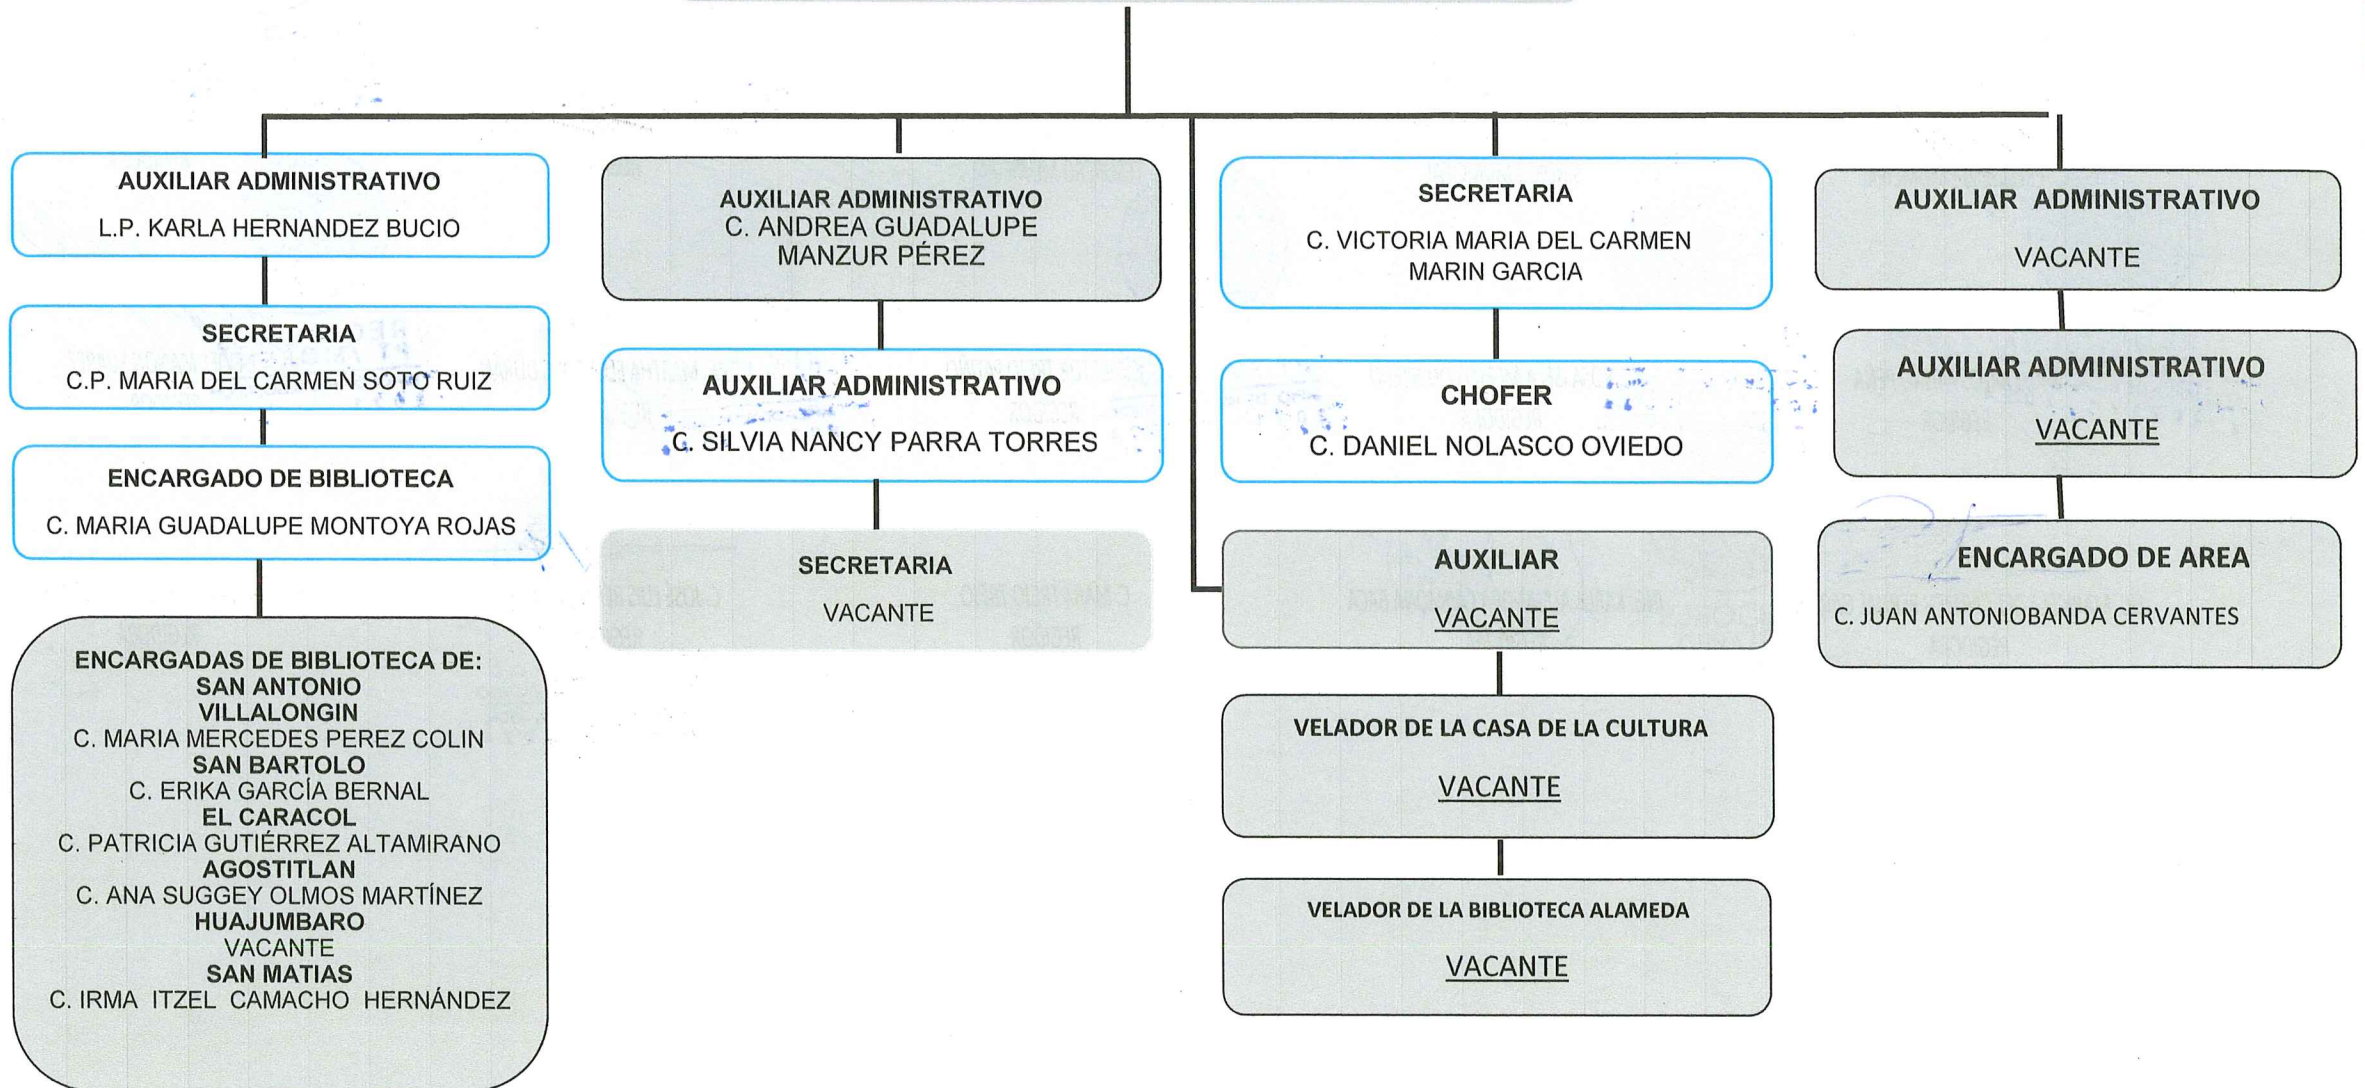 AUXILIAR ADMINISTRATIVO
L.P. KARLA HERNANDEZ BUCIO
SECRETARIA
C.P. MARIA DEL CARMEN SOTO RUIZ
ENCARGADO DE BIBLIOTECA
C. MARIA GUADALUPE MONTOYA ROJAS
ENCARGADAS DE BIBLIOTECA DE:
SAN ANTONIO
VILLALONGIN
C. MARIA MERCEDES PEREZ COLIN
SAN BARTOLO
C. ERIKA GARCÍA BERNAL
EL CARACOL
C. PATRICIA GUTIÉRREZ ALTAMIRANO
AGOSTITLAN
C. ANA SUGGEY OLMOS MARTÍNEZ
HUAJUMBARO
VACANTE
SAN MATIAS
C. IRMA ITZEL CAMACHO HERNÁNDEZ
AUXILIAR ADMINISTRATIVO
C. ANDREA GUADALUPE
MANZUR PÉREZ
AUXILIAR ADMINISTRATIVO
C. SILVIA NANCY PARRA TORRES
SECRETARIA
VACANTE
SECRETARIA
C. VICTORIA MARIA DEL CARMEN
MARIN GARCIA
CHOFER
C. DANIEL NOLASCO OVIEDO
AUXILIAR
VACANTE
VELADOR DE LA CASA DE LA CULTURA
VACANTE
VELADOR DE LA BIBLIOTECA ALAMEDA
VACANTE
AUXILIAR ADMINISTRATIVO
VACANTE
AUXILIAR ADMINISTRATIVO
VACANTE
ENCARGADO DE AREA
C. JUAN ANTONIOBANDA CERVANTES